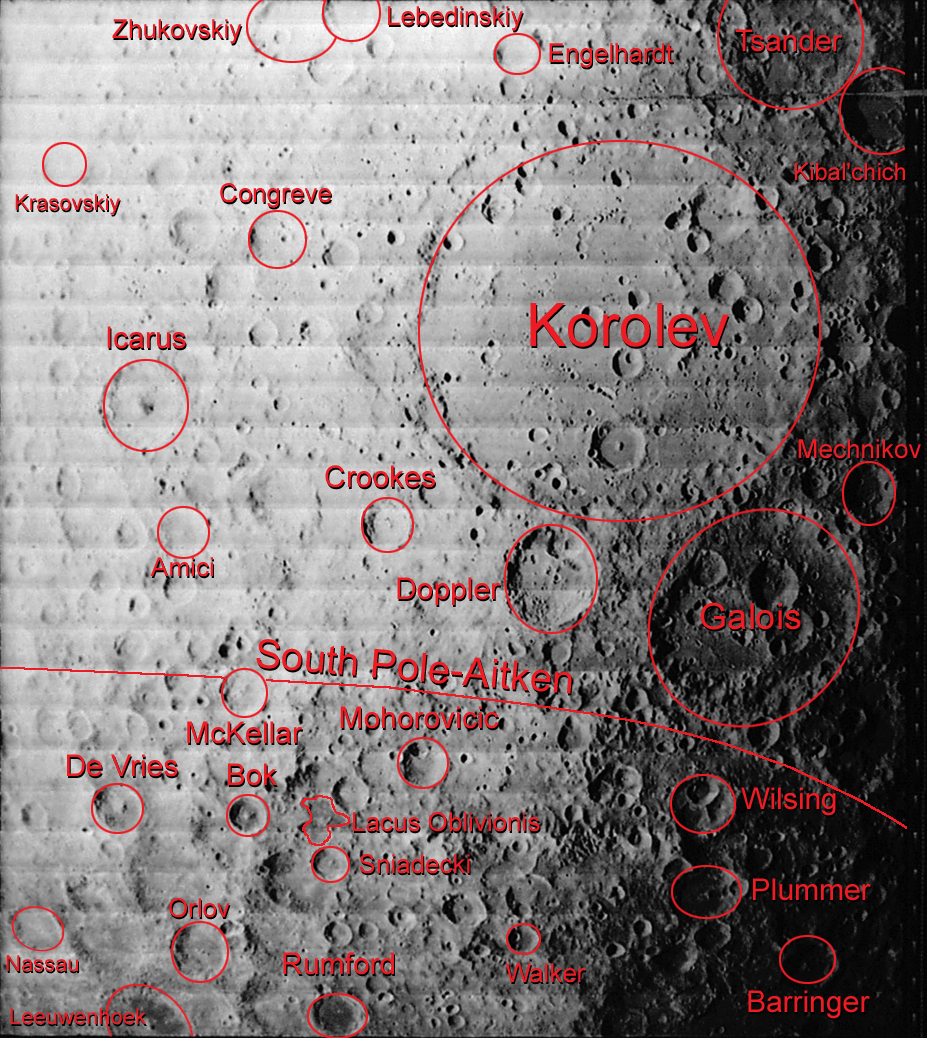 Zhukovskiy
Lebedinskiy
Engelhardt
Tsander
Kibal'chich
Krasovskiy
Congreve
Korolev
Icarus
Mechnikov
Crookes
Amici
Doppler
Galois
South Pole-Aitken
McKellar
Mohorovicic
De Vries
Bok
Wilsing
Lacus Oblivionis
Sniadecki
Plummer
Orlov
Nassau
Rumford
Walker
Barringer
Leeuwenhoek